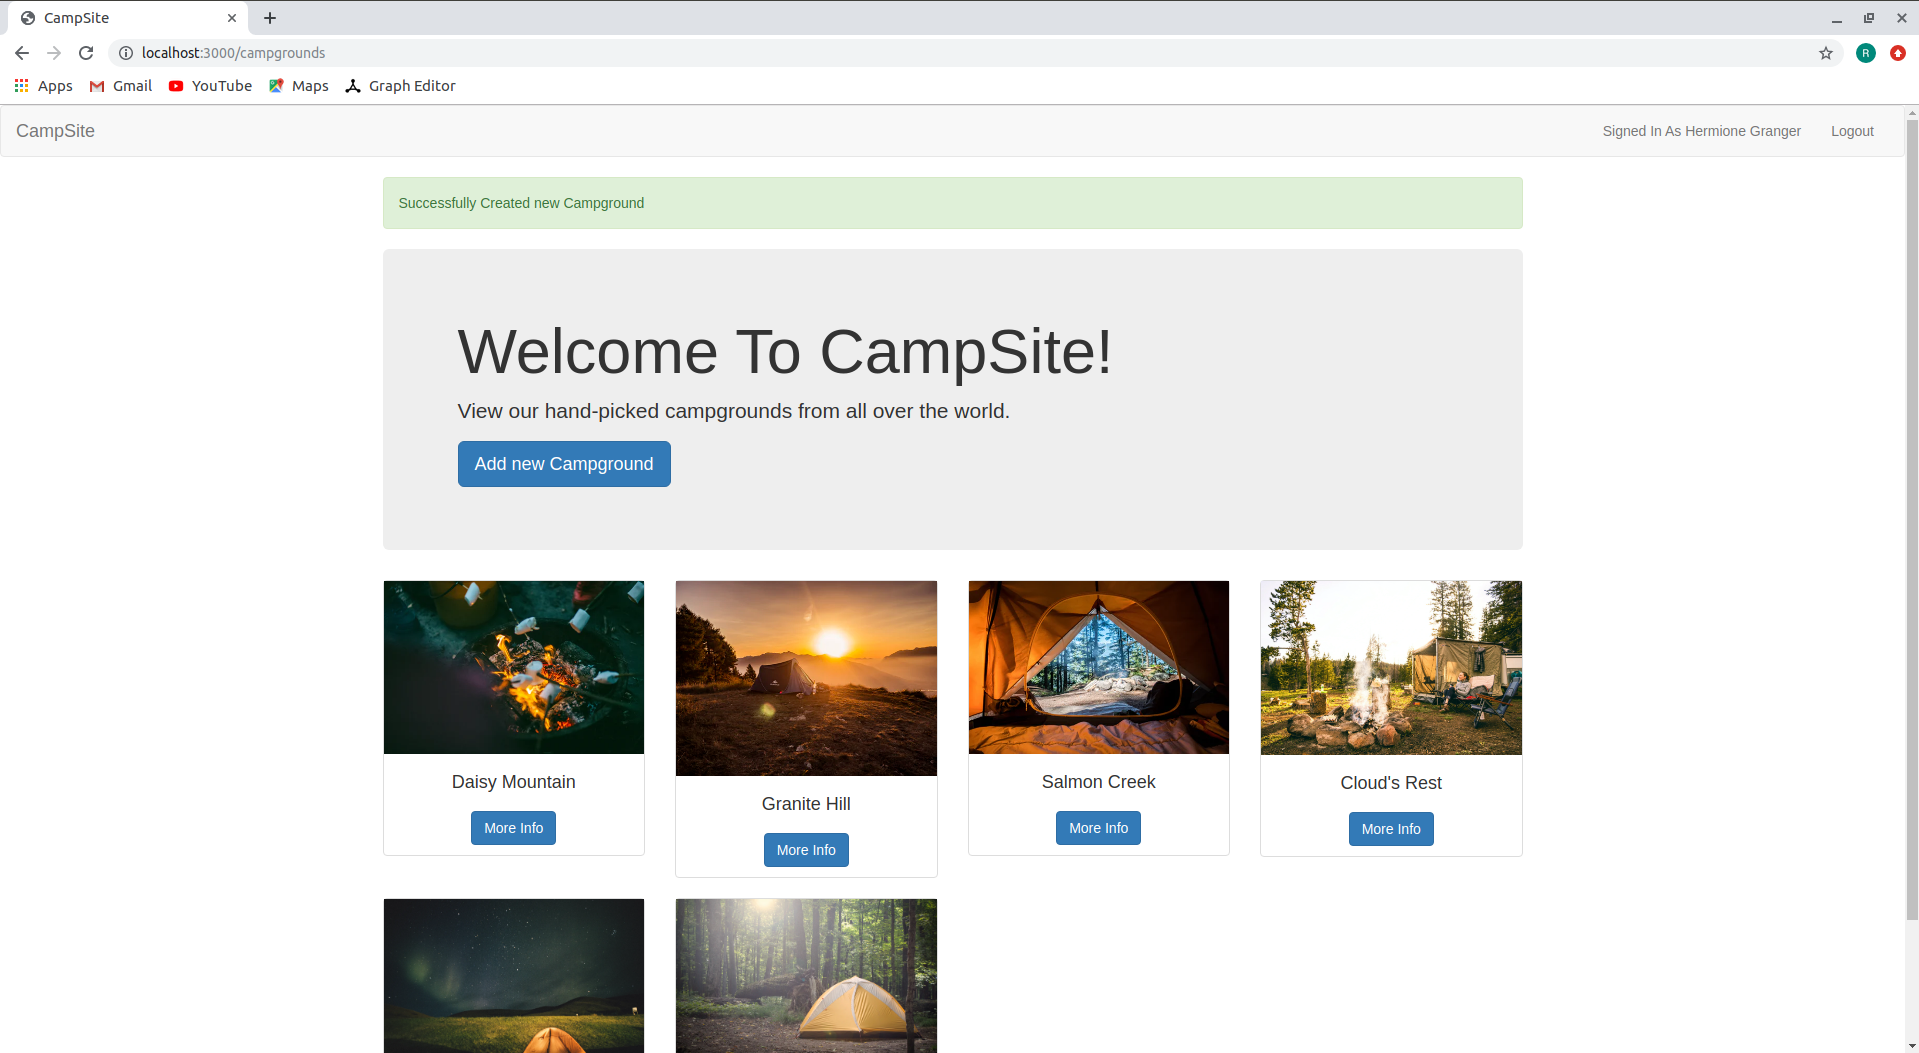 CampSite
localhost:3000/campgrounds
R
Apps Gmail YouTube Maps Graph Editor
CampSite Signed In As Hermione Granger Logout
Successfully Created new Campground
Welcome To CampSite!
View our hand-picked campgrounds from all over the world.
Add new Campground
Daisy Mountain
More Info
Granite Hill
More Info
Salmon Creek
More Info
Cloud's Rest
More Info